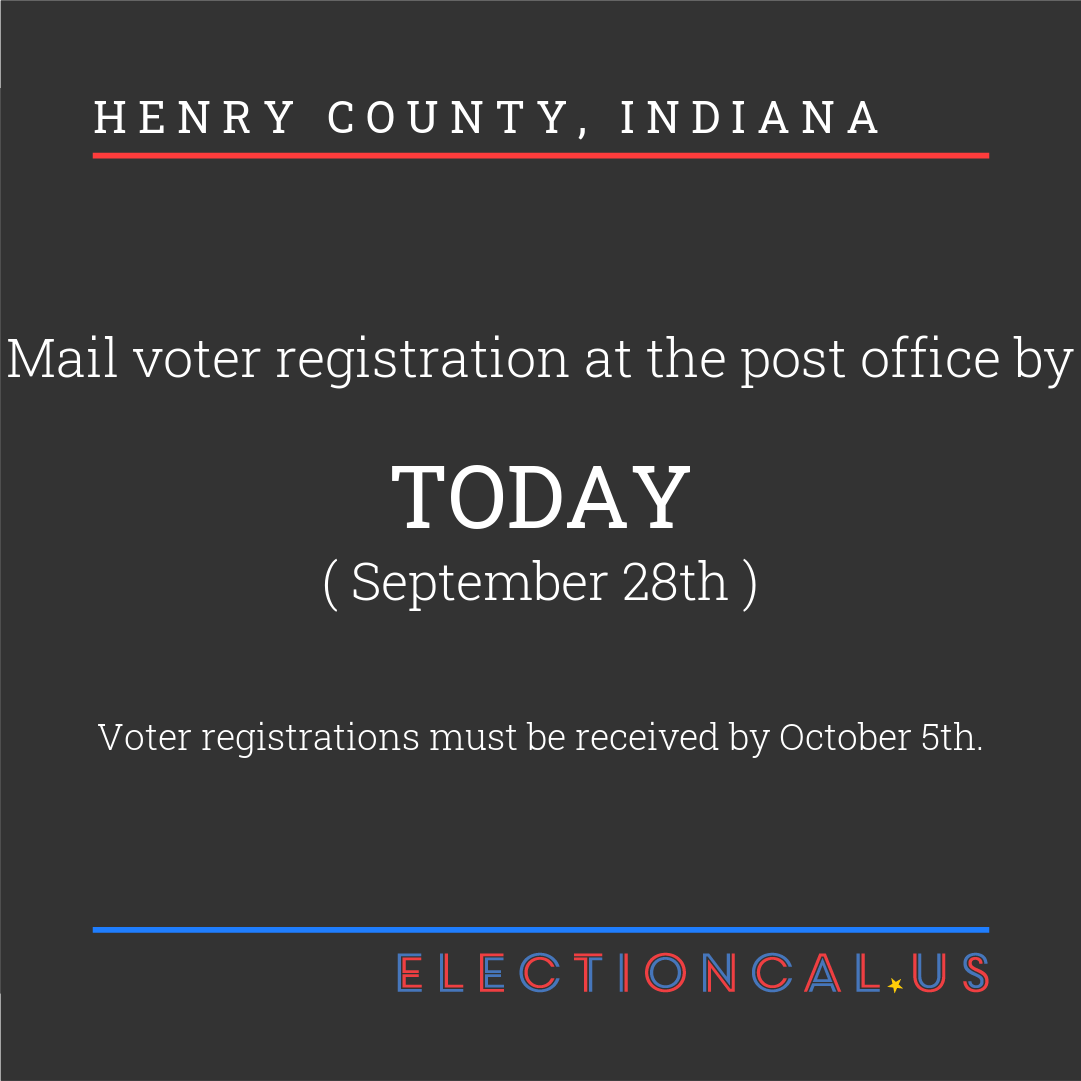 HENRY COUNTY, INDIANA
Mail voter registration at the post office by
TODAY
( September 28th )
Voter registrations must be received by October 5th.
ELECTIONCAL.US